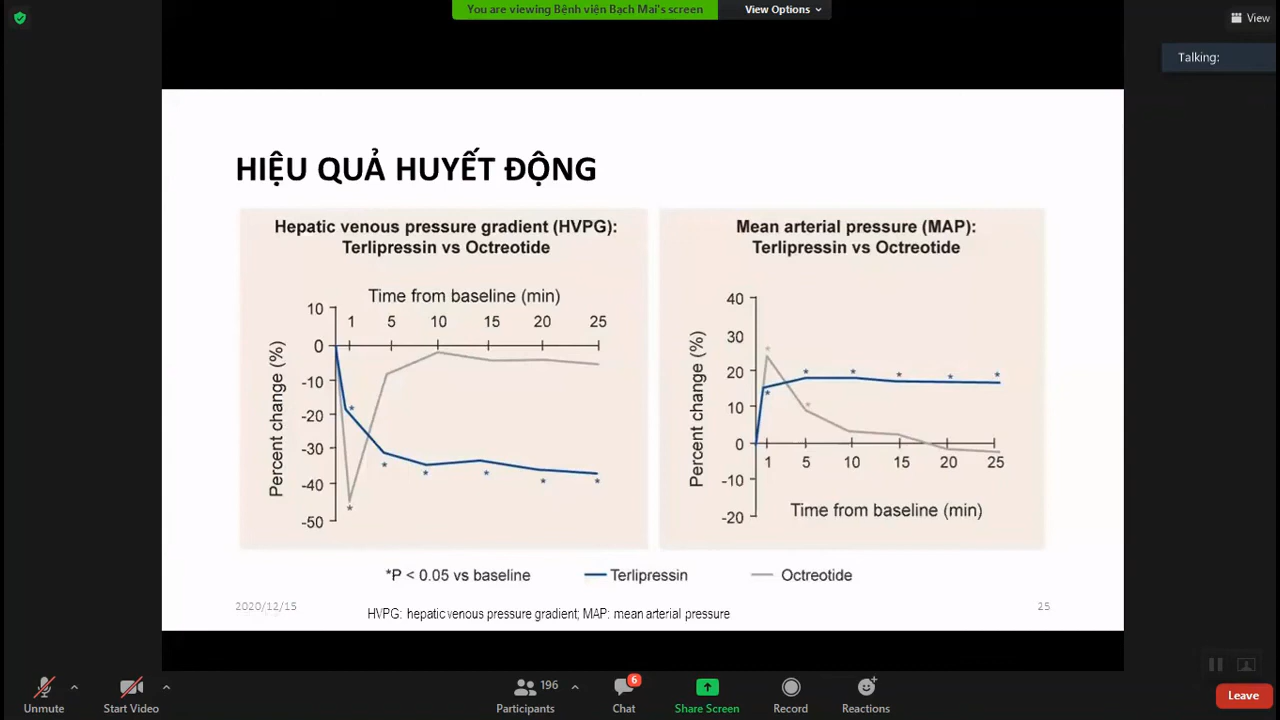 You are viewing Bệnh viện Bạch Mai's screen
View Options
View
Talking:
HIỆU QUẢ HUYẾT ĐỘNG
Hepatic venous pressure gradient (HVPG):
Terlipressin vs Octreotide
Time from baseline (min)
1 5 10 15 20 25
Percent change (%)
10
0
-10
-20
-30
-40
-50
*
*
*
*
*
*
*
Mean arterial pressure (MAP):
Terlipressin vs Octreotide
Percent change (%)
40
30
20
10
0
-10
-20
*
*
*
*
*
*
*
*
1 5 10 15 20 25
Time from baseline (min)
*P < 0.05 vs baseline
Terlipressin
Octreotide
2020/12/15
25
HVPG: hepatic venous pressure gradient; MAP: mean arterial pressure
196
6
Unmute
Start Video
Participants
Chat
Share Screen
Record
Reactions
Leave